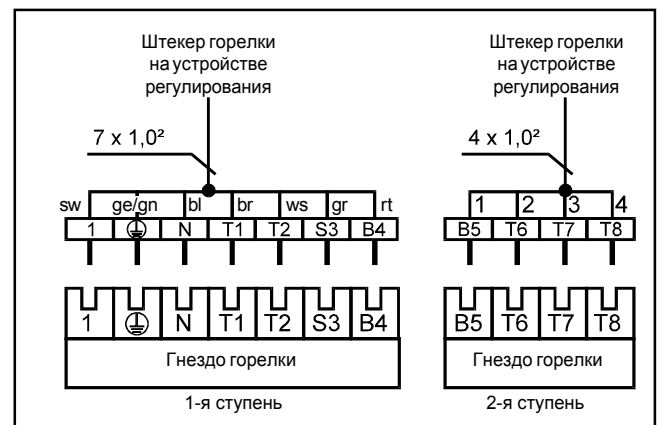 Штекер горелки
на устройстве
регулирования
7 x 1,0²
sw ge/gn bl br ws gr rt
1 N T1 T2 S3 B4
1 N T1 T2 S3 B4
Гнездо горелки
1-я ступень
Штекер горелки
на устройстве
регулирования
4 x 1,0²
1 2 3 4
B5 T6 T7 T8
B5 T6 T7 T8
Гнездо горелки
2-я ступень